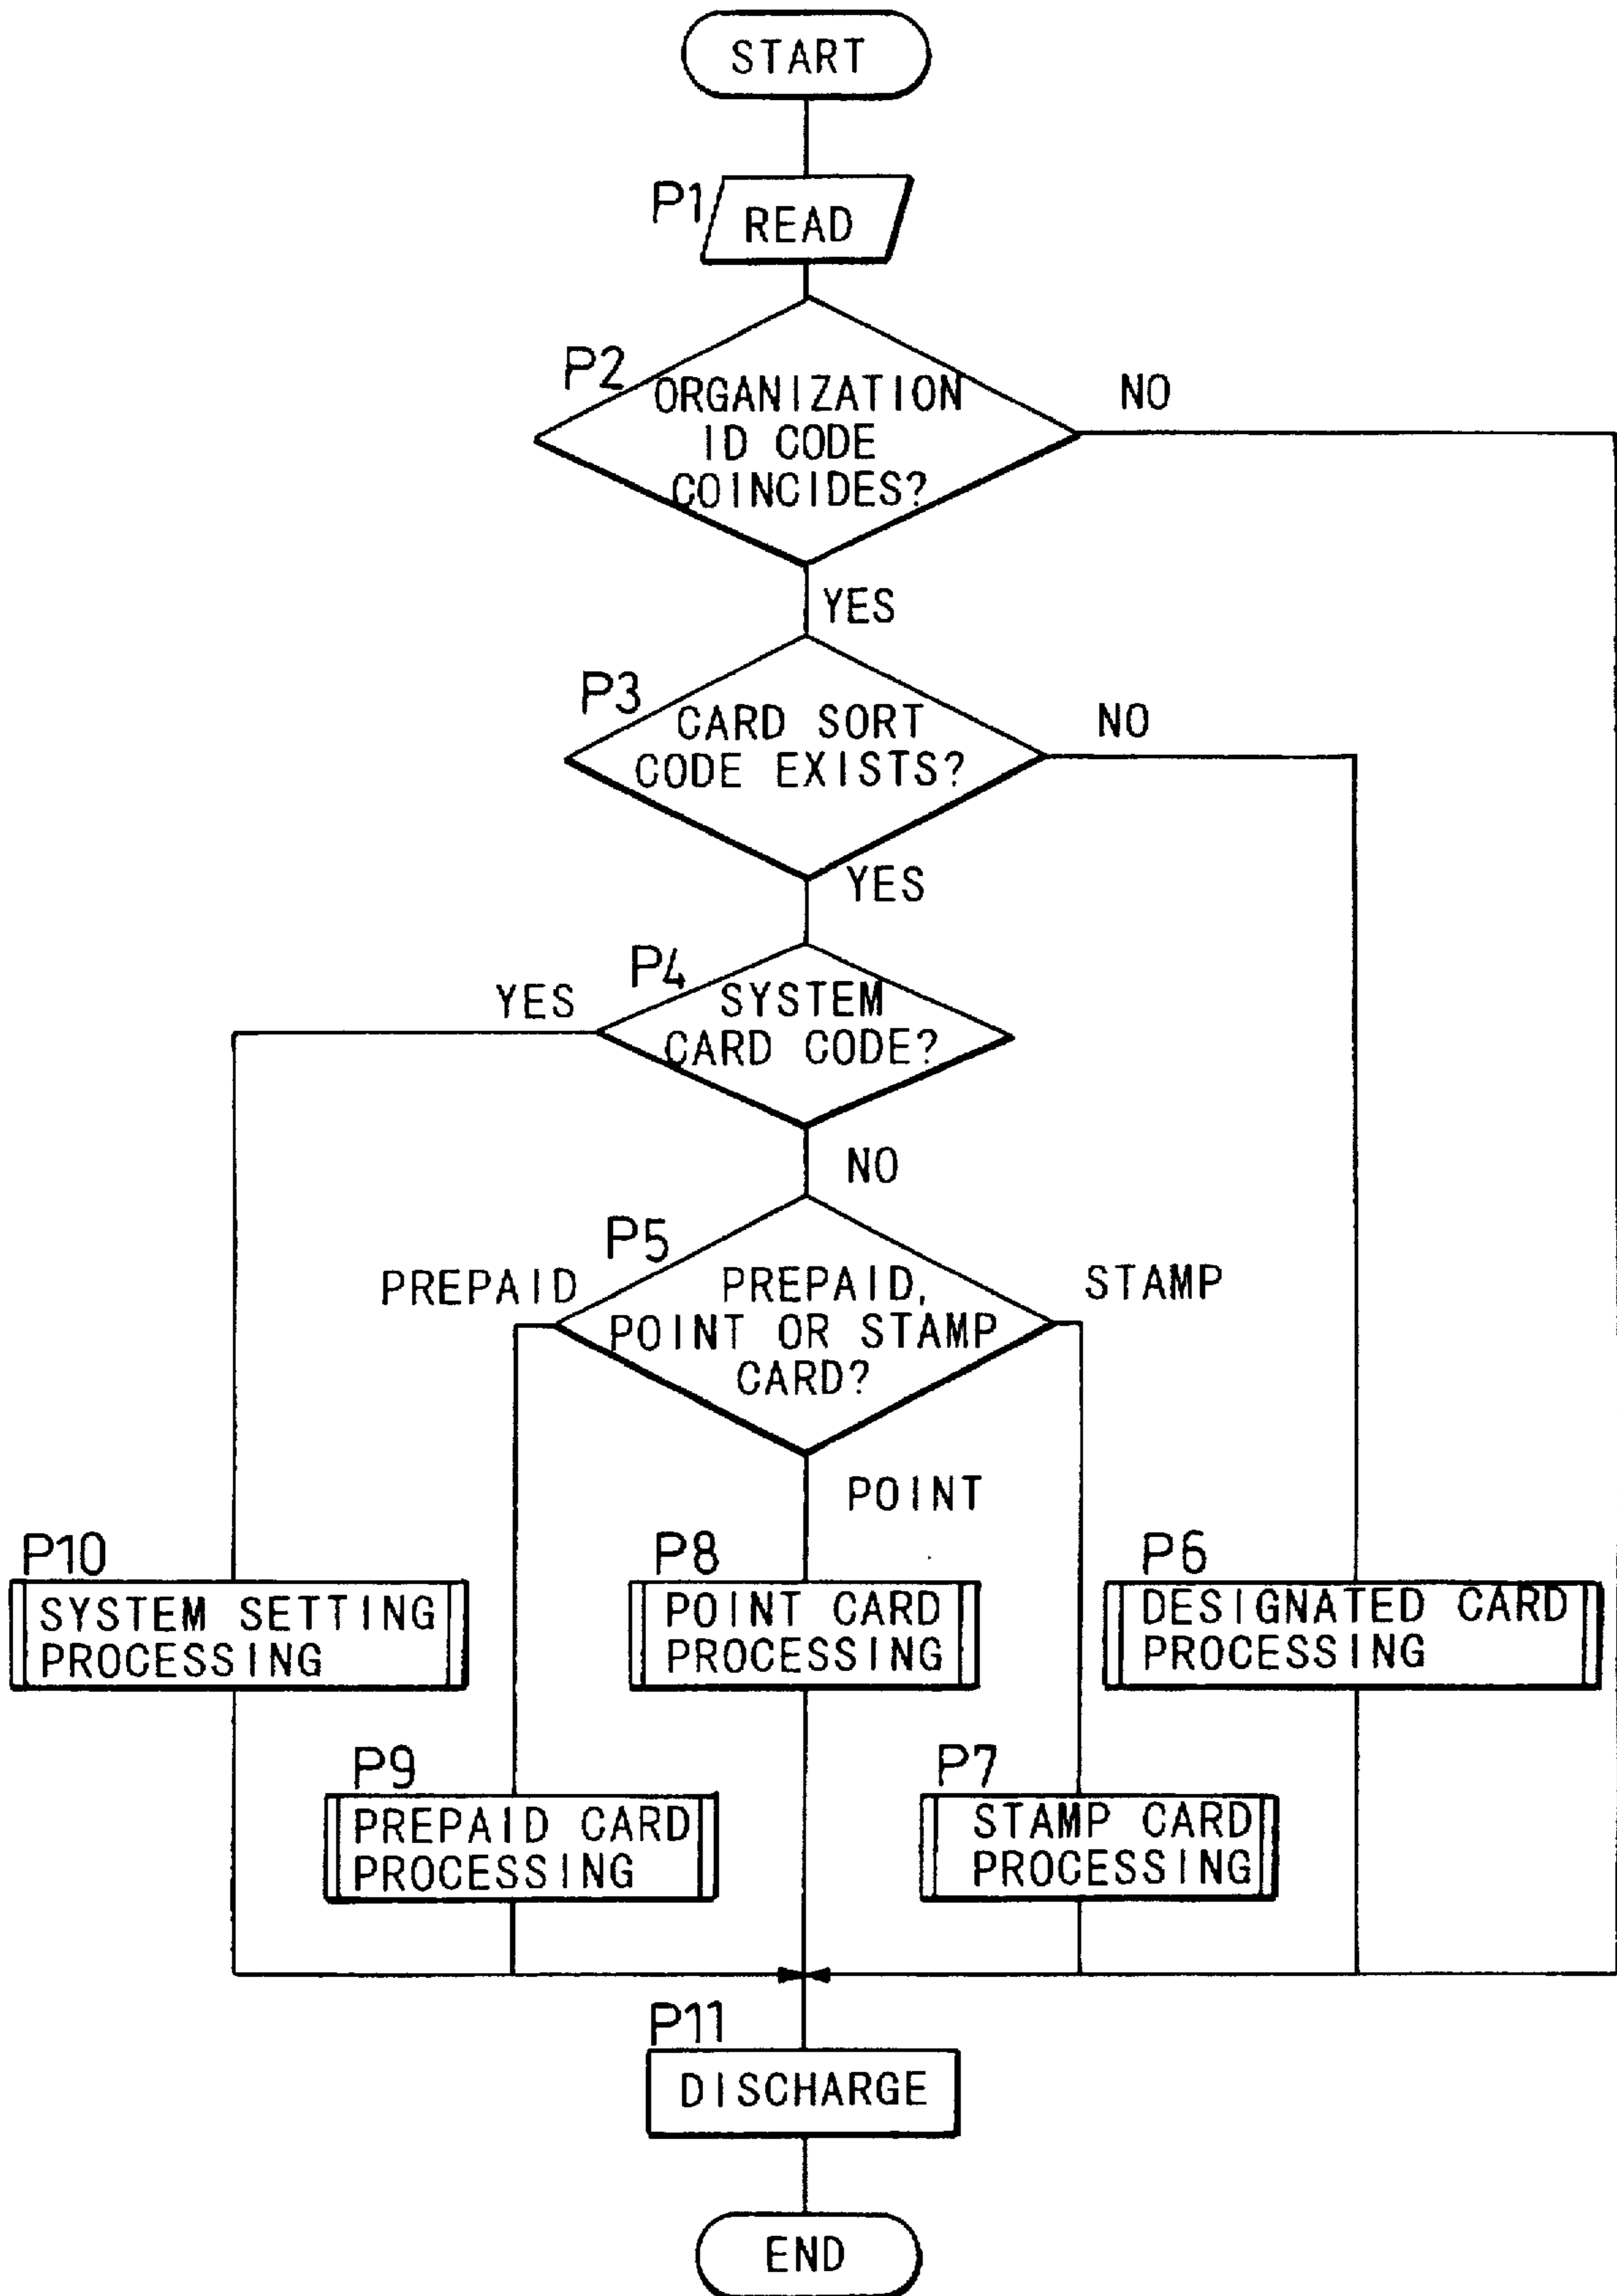 START
P1
READ
P2
ORGANIZATION
ID CODE
COINCIDES?
NO
YES
P3
CARD SORT
CODE EXISTS?
NO
YES
P4
SYSTEM
CARD CODE?
YES
NO
P5
PREPAID
PREPAID,
POINT OR STAMP
CARD?
STAMP
POINT
P10
SYSTEM SETTING
PROCESSING
P8
POINT CARD
PROCESSING
P6
DESIGNATED CARD
PROCESSING
P9
PREPAID CARD
PROCESSING
P7
STAMP CARD
PROCESSING
P11
DISCHARGE
END